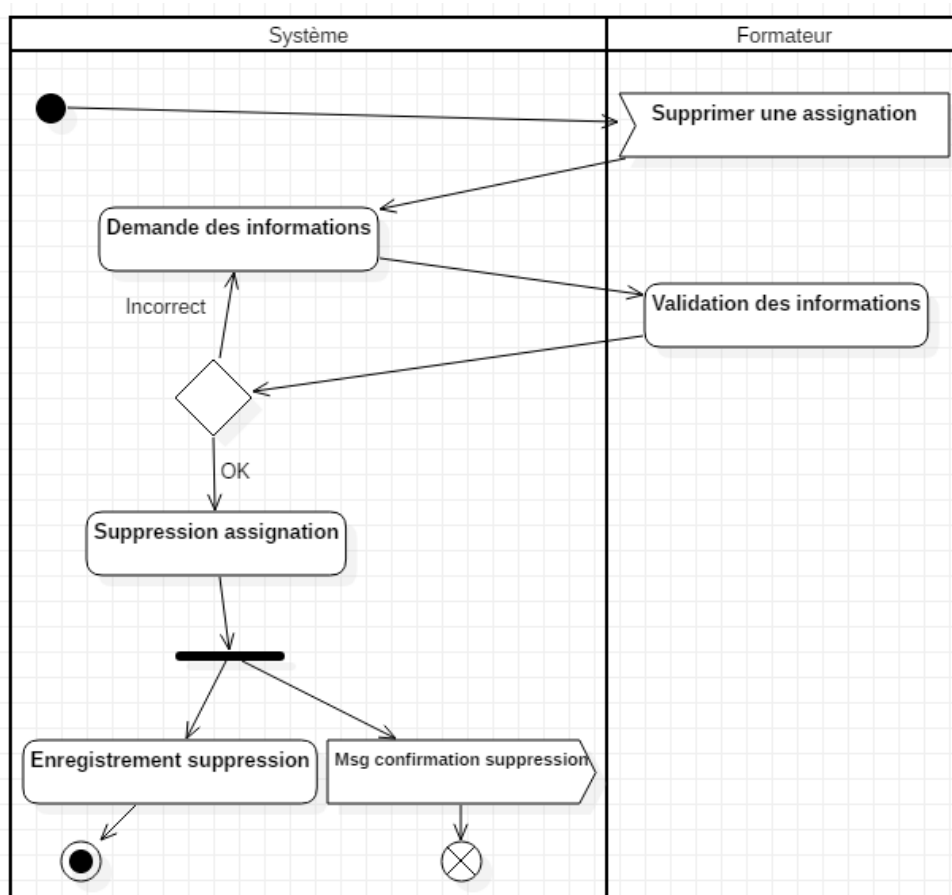 Système
Formateur
Supprimer une assignation
Demande des informations
Validation des informations
Incorrect
OK
Suppression assignation
Enregistrement suppression
Msg confirmation suppression